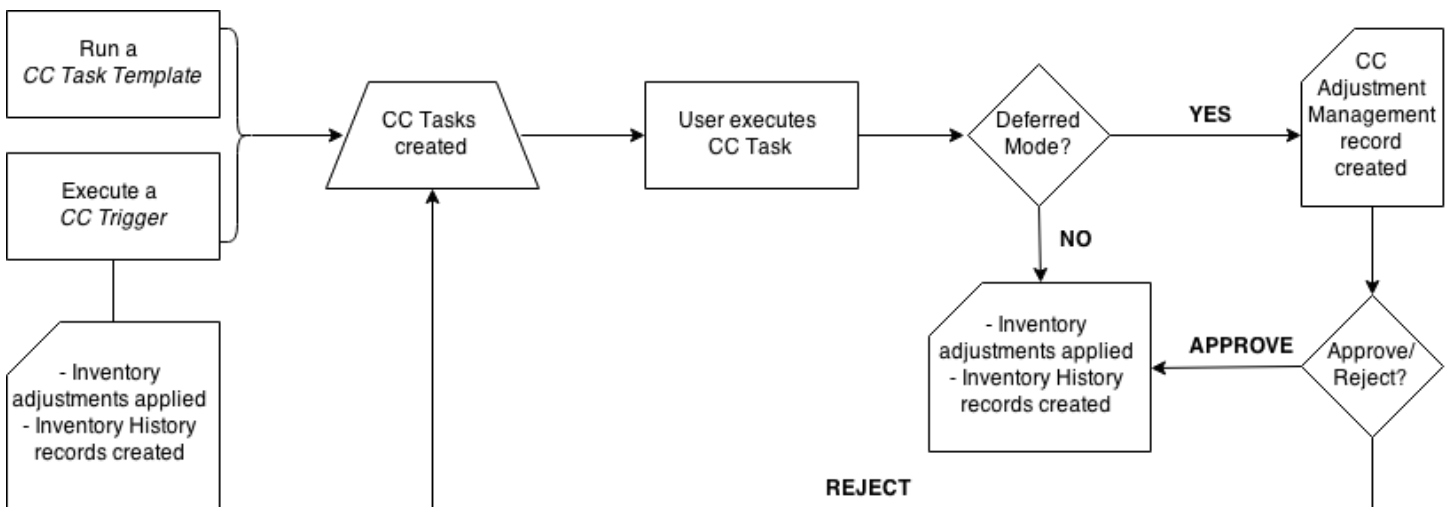 Run a
CC Task Template
Execute a
CC Trigger
- Inventory
adjustments applied
- Inventory History
records created
CC Tasks
created
User executes
CC Task
Deferred
Mode?
YES
NO
CC
Adjustment
Management
record
created
Approve/
Reject?
APPROVE
- Inventory
adjustments applied
- Inventory History
records created
REJECT